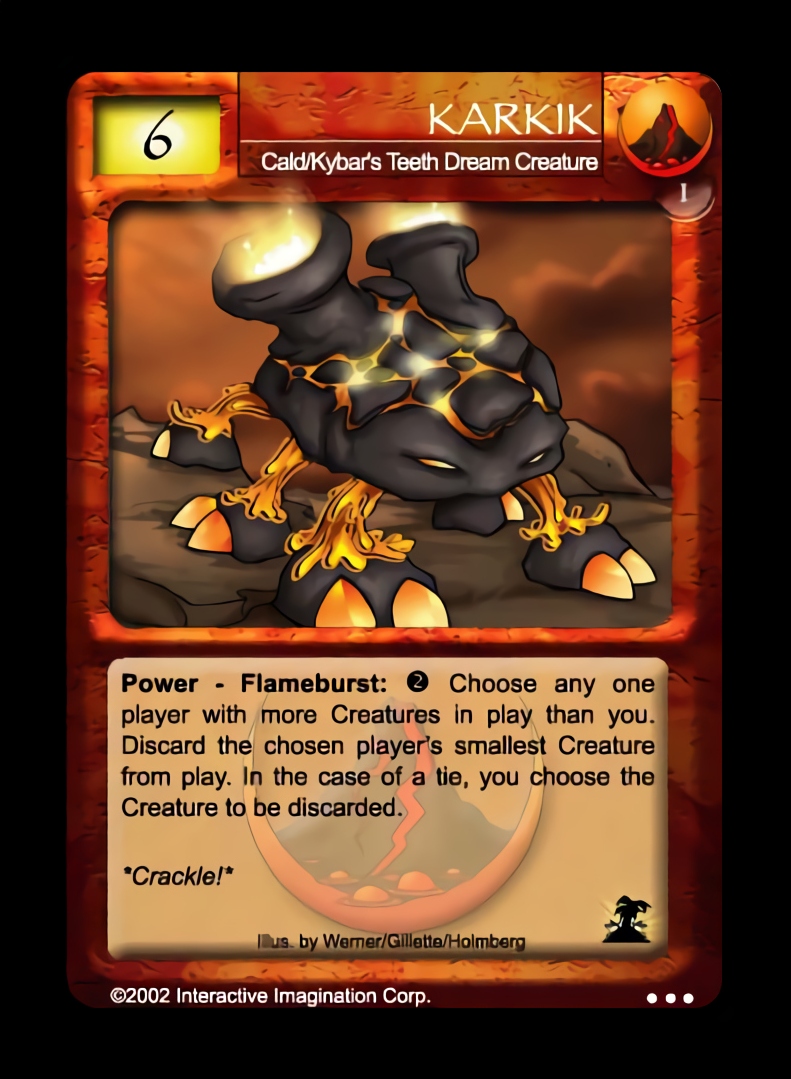 6
KARKIK
Cald/Kybar's Teeth Dream Creature
I
Power - Flameburst: ❷ Choose any one
player with more Creatures in play than you.
Discard the chosen player's smallest Creature
from play. In the case of a tie, you choose the
Creature to be discarded.
*Crackle!*
Illus. by Werner/Gillette/Holmberg
©2002 Interactive Imagination Corp.